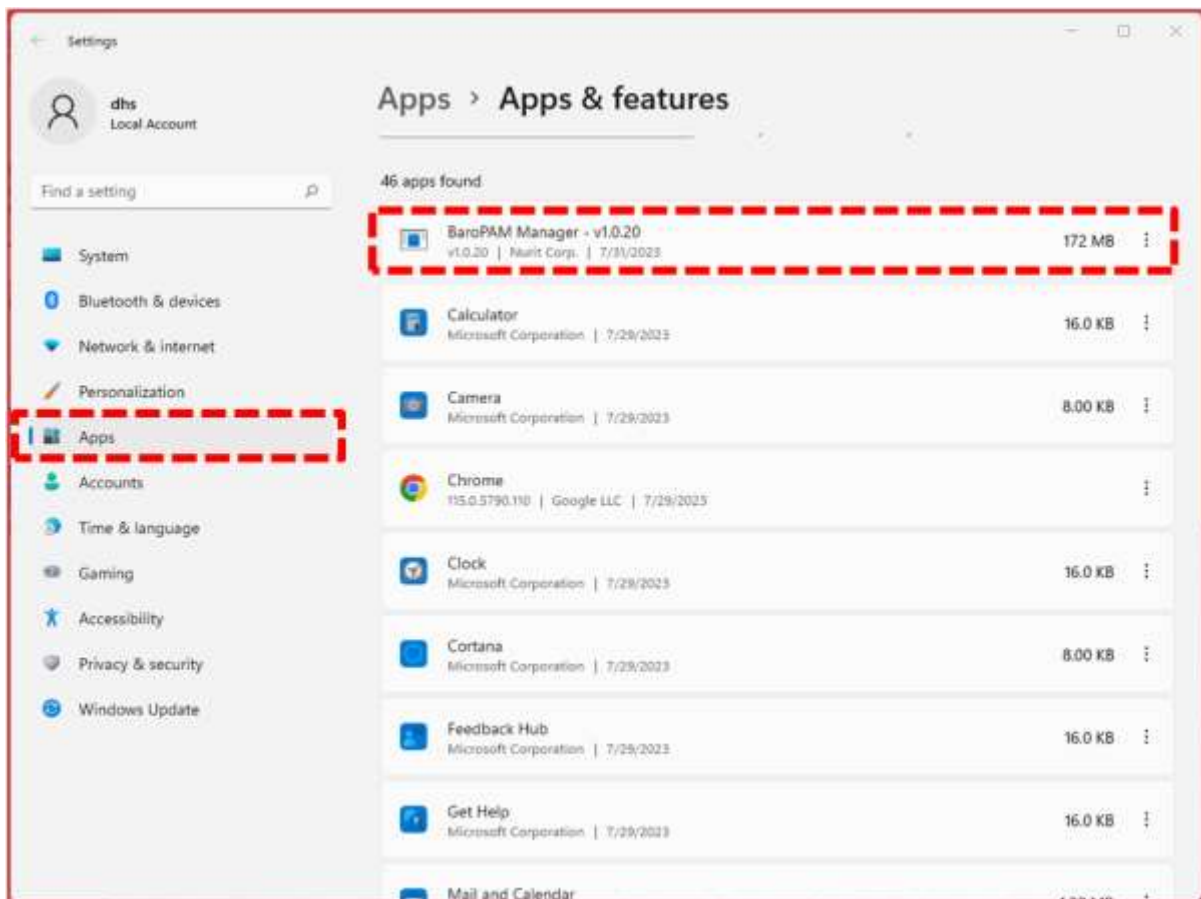 Settings
dhs
Local Account
Find a setting
System
Bluetooth & devices
Network & internet
Personalization
Apps
Accounts
Time & language
Gaming
Accessibility
Privacy & security
Windows Update
Apps > Apps & features
46 apps found
BaroPAM Manager - v1.0.20
v1.0.20 | Nurit Corp. | 7/31/2023
172 MB
Calculator
Microsoft Corporation | 7/29/2023
16.0 KB
Camera
Microsoft Corporation | 7/29/2023
8.00 KB
Chrome
115.0.5790.110 | Google LLC | 7/29/2023
Clock
Microsoft Corporation | 7/29/2023
16.0 KB
Cortana
Microsoft Corporation | 7/29/2023
8.00 KB
Feedback Hub
Microsoft Corporation | 7/29/2023
16.0 KB
Get Help
Microsoft Corporation | 7/29/2023
16.0 KB
Mail and Calendar